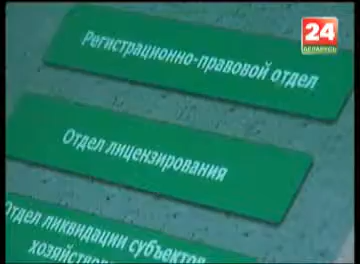 24
БЕЛАРУСЬ
Регистрационно-правовой отдел
Отдел лицензирования
Отдел ликвидации субъектов